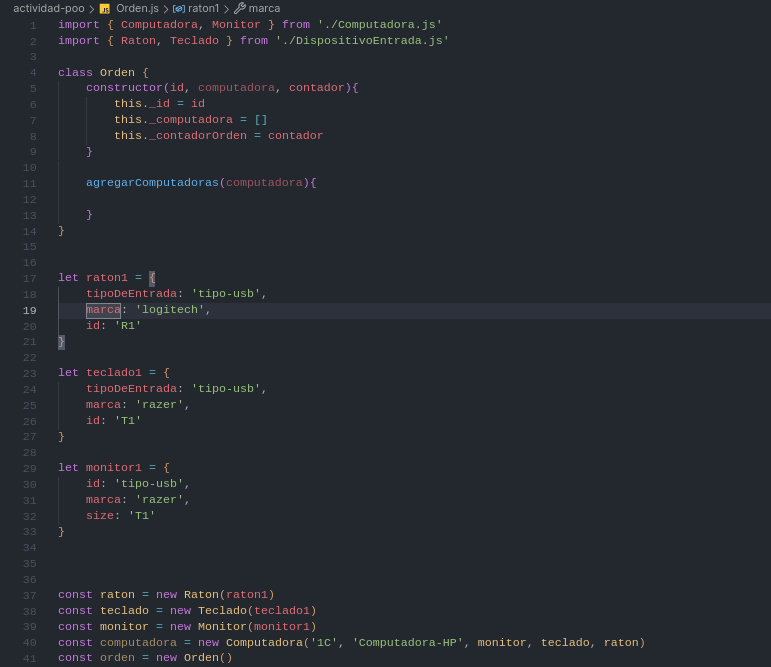 actividad-poo > JS Orden.js > raton1 > marca
1 import { Computadora, Monitor } from './Computadora.js'
2 import { Raton, Teclado } from './DispositivoEntrada.js'
3
4 class Orden {
5 constructor(id, computadora, contador){
6 this._id = id
7 this._computadora = []
8 this._contadorOrden = contador
9 }
10
11 agregarComputadoras(computadora){
12
13 }
14 }
15
16
17 let raton1 = {
18 tipoDeEntrada: 'tipo-usb',
19 marca: 'logitech',
20 id: 'R1'
21 }
22
23 let teclado1 = {
24 tipoDeEntrada: 'tipo-usb',
25 marca: 'razer',
26 id: 'T1'
27 }
28
29 let monitor1 = {
30 id: 'tipo-usb',
31 marca: 'razer',
32 size: 'T1'
33 }
34
35
36
37 const raton = new Raton(raton1)
38 const teclado = new Teclado(teclado1)
39 const monitor = new Monitor(monitor1)
40 const computadora = new Computadora('1C', 'Computadora-HP', monitor, teclado, raton)
41 const orden = new Orden()